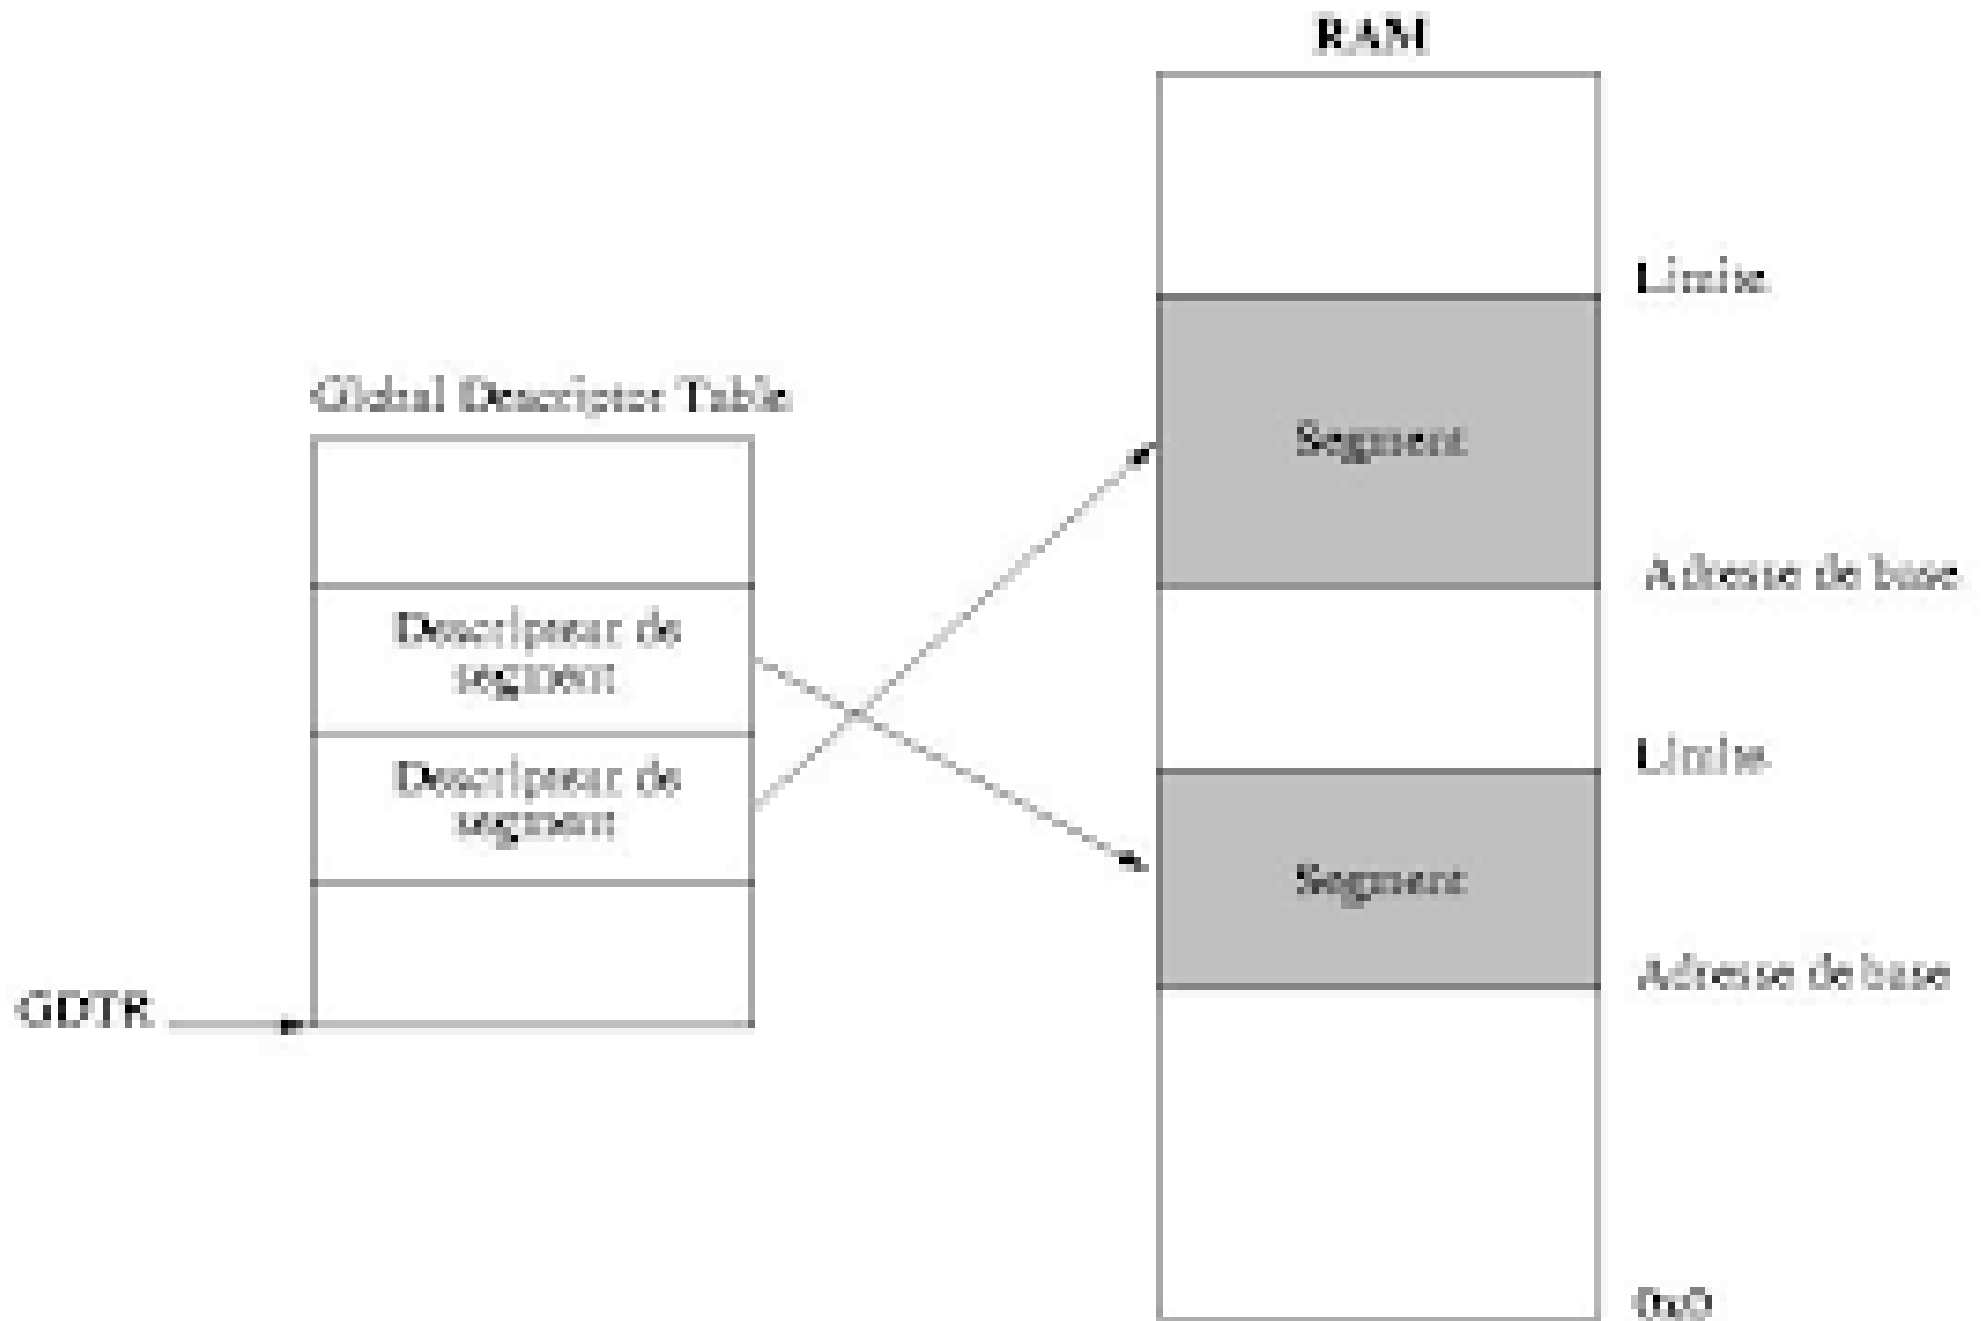 RAM
Limite
Global Descriptor Table
Segment
Adresse de base
Descripteur de
segment
Limite
Descripteur de
segment
Segment
Adresse de base
GDTR
0x0